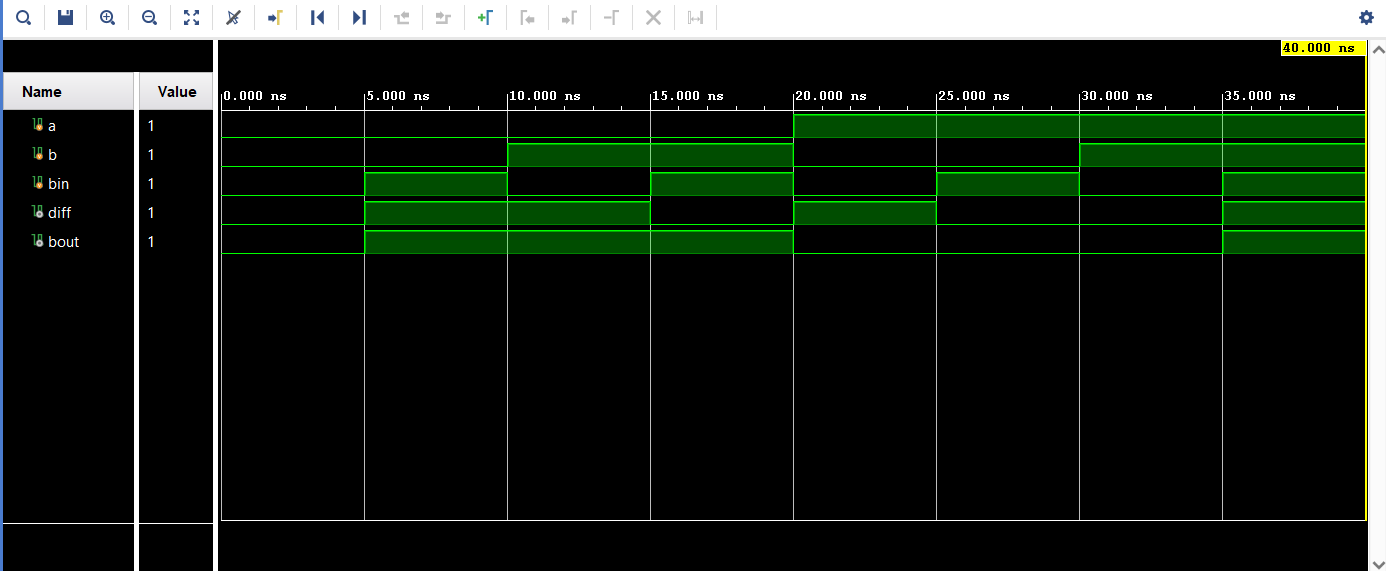 40.000 ns
Name Value 0.000 ns 5.000 ns 10.000 ns 15.000 ns 20.000 ns 25.000 ns 30.000 ns 35.000 ns
a 1
b 1
bin 1
diff 1
bout 1